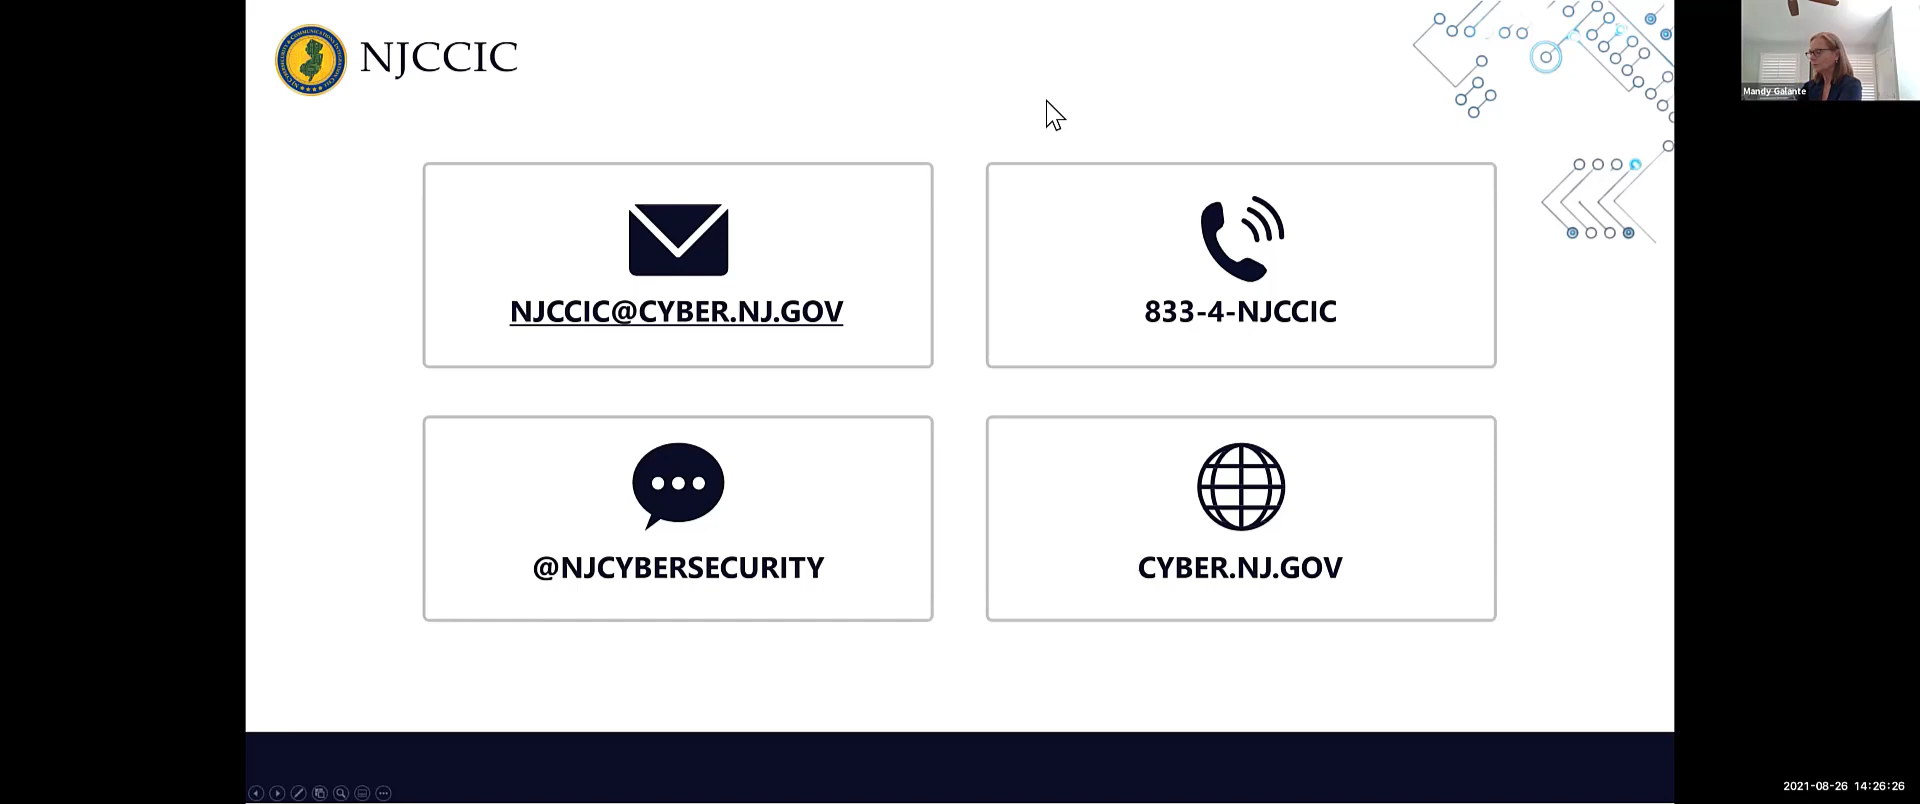 NJCCIC
Mandy Galante
NJCCIC@CYBER.NJ.GOV
833-4-NJCCIC
@NJCYBERSECURITY
CYBER.NJ.GOV
2021-08-26 14:26:26